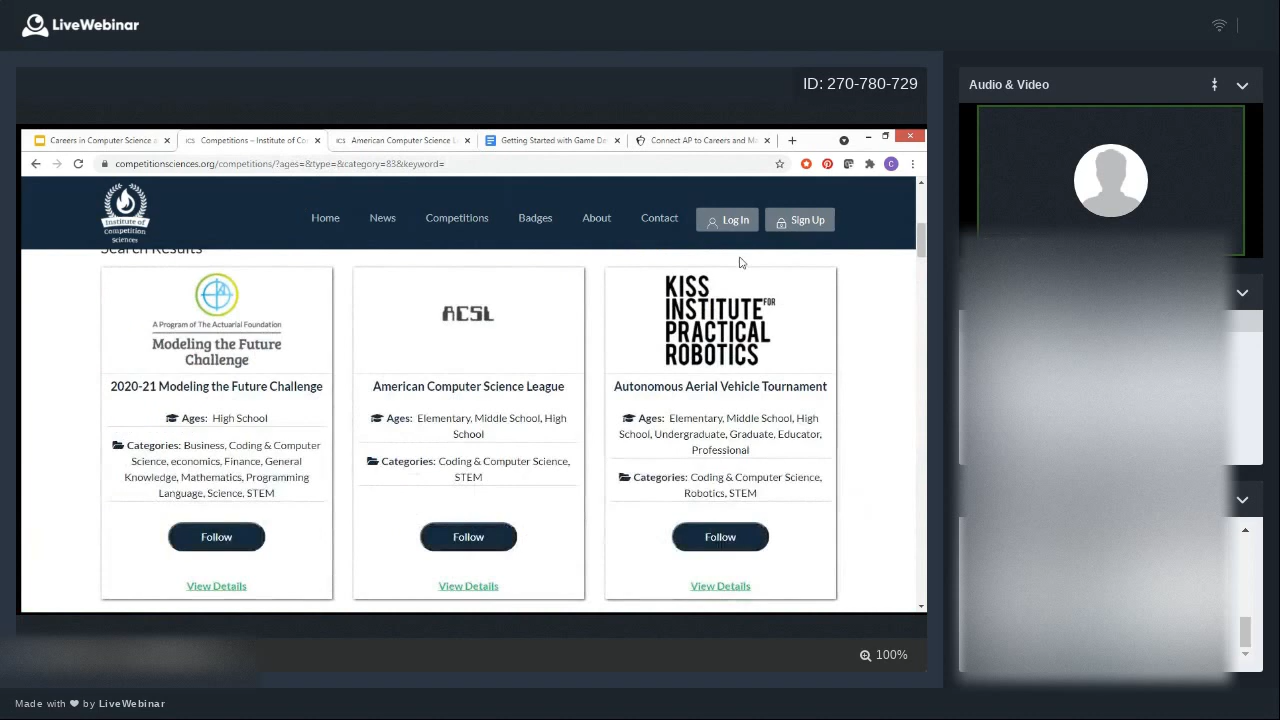 LiveWebinar
ID: 270-780-729
Audio & Video
Careers in Computer Science a
Competitions – Institute of Co
ICS
American Computer Science L
Getting Started with Game De
Connect AP to Careers and Ma
competitionsciences.org/competitions/?ages=&type=&category=83&keyword=
C
Institute of
Competition
Sciences
Home
News
Competitions
Badges
About
Contact
Log In
Sign Up
Search Results
A Program of The Actuarial Foundation
Modeling the Future
Challenge
2020-21 Modeling the Future Challenge
Ages: High School
Categories: Business, Coding & Computer
Science, economics, Finance, General
Knowledge, Mathematics, Programming
Language, Science, STEM
Follow
View Details
ACSL
American Computer Science League
Ages: Elementary, Middle School, High
School
Categories: Coding & Computer Science,
STEM
Follow
View Details
KISS
INSTITUTE FOR
PRACTICAL
ROBOTICS
Autonomous Aerial Vehicle Tournament
Ages: Elementary, Middle School, High
School, Undergraduate, Graduate, Educator,
Professional
Categories: Coding & Computer Science,
Robotics, STEM
Follow
View Details
100%
Made with ❤ by LiveWebinar